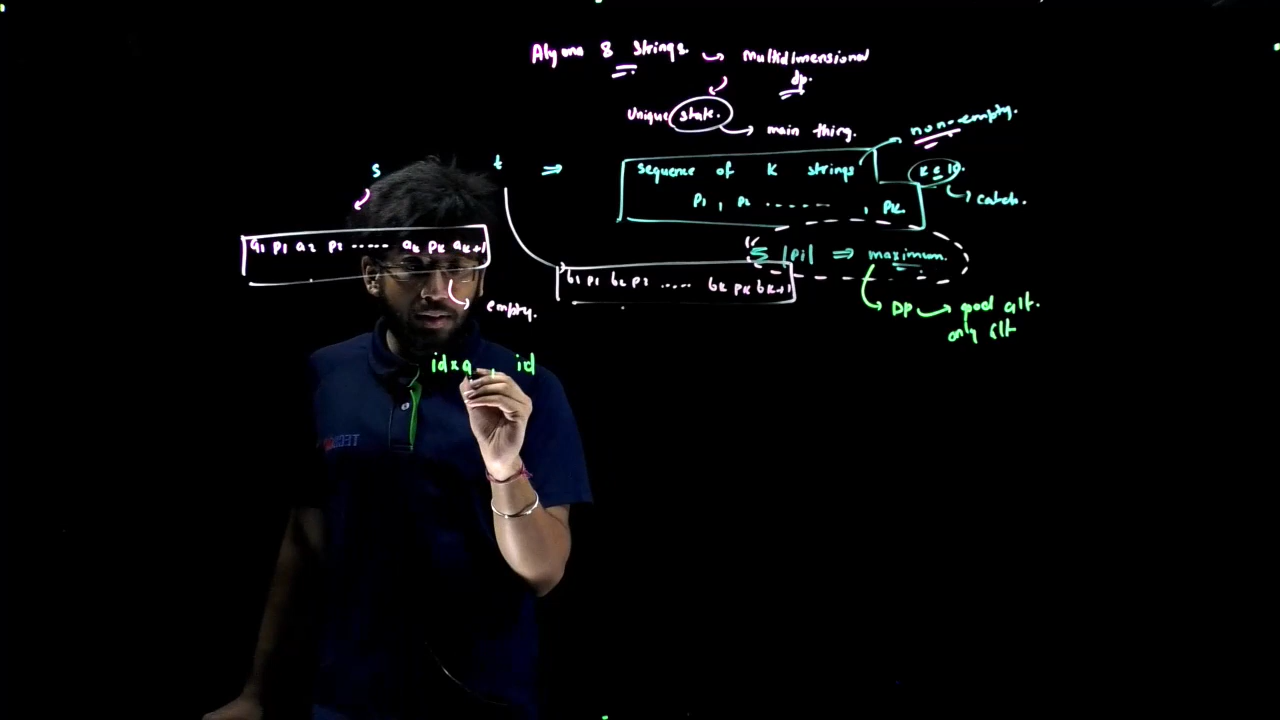 Alyona & Strings → multidimensional
dp.
Unique state. → main thing.
non-empty.
s t ⇒ sequence of k strings
k ≤ 10. → catch.
p1 , p2 ........ , pk.
a1 p1 a2 p2 ..... ak pk ak+1
Σ |pi| ⇒ maximum.
b1 p1 b2 p2 ..... bk pk bk+1
empty.
DP → good alt.
only alt
idxa , id